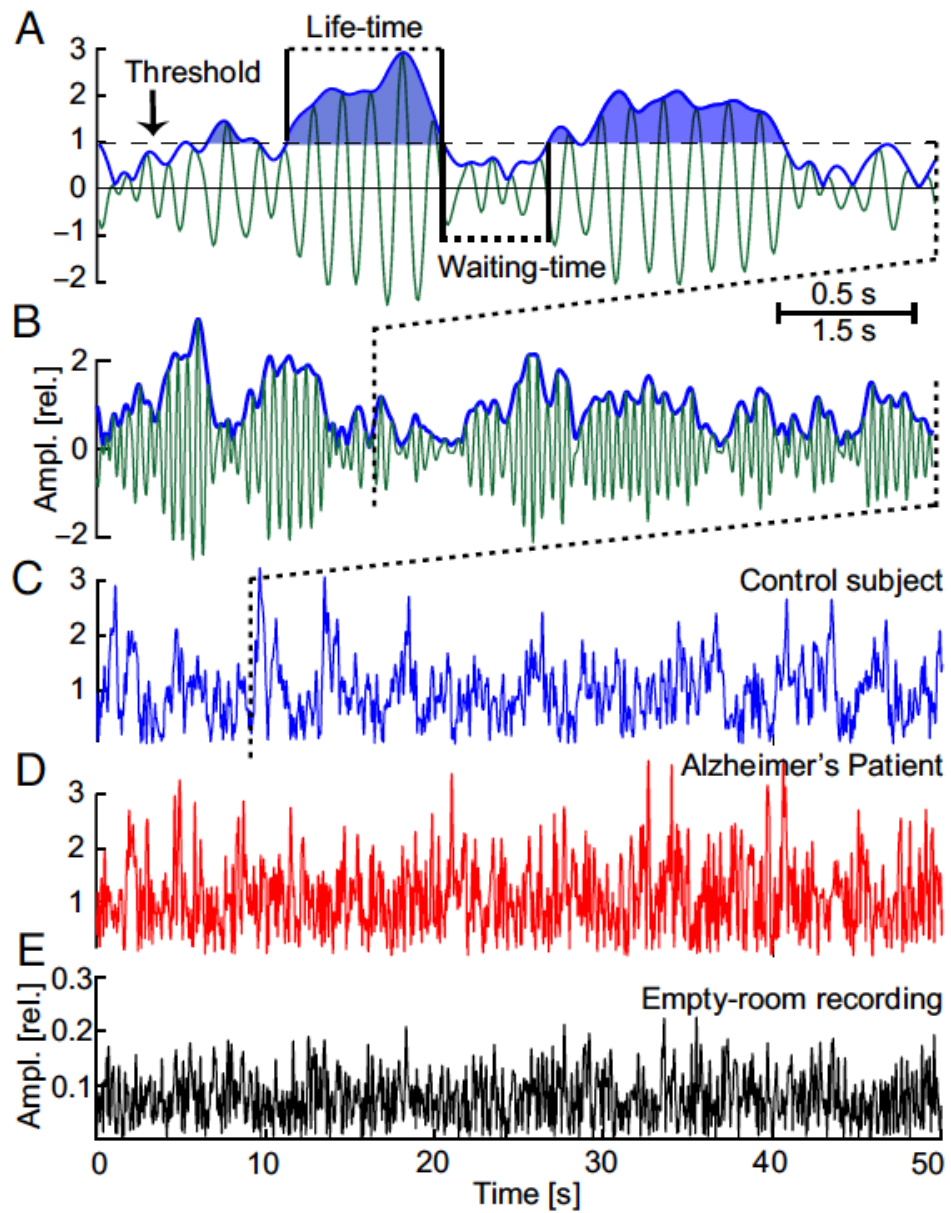 A
Life-time
3
Threshold
2
1
0
−1
−2
Waiting-time
0.5 s
1.5 s
B
2
0
−2
Ampl. [rel.]
C
Control subject
3
2
1
D
Alzheimer's Patient
3
2
1
E
Empty-room recording
0.3
0.2
0.1
Ampl. [rel.]
0 10 20 30 40 50
Time [s]